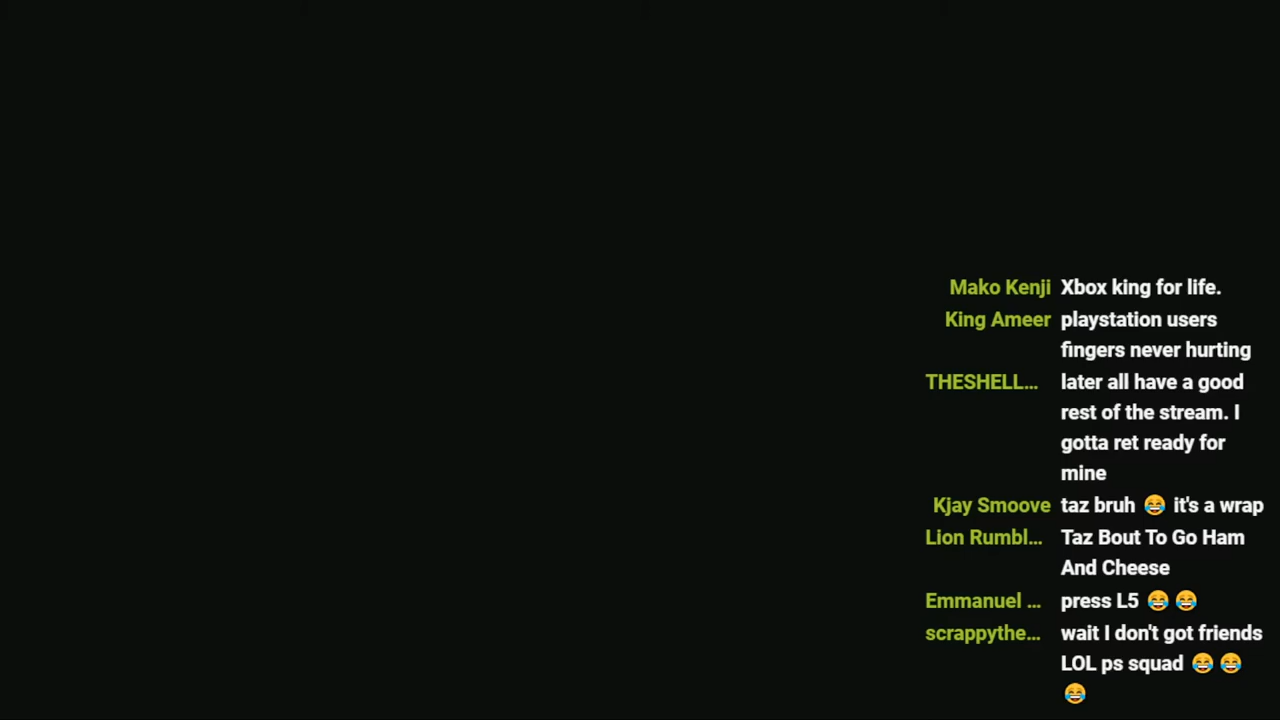 Mako Kenji Xbox king for life.
King Ameer playstation users
fingers never hurting
THESHELL… later all have a good
rest of the stream. I
gotta ret ready for
mine
Kjay Smoove taz bruh 😂 it's a wrap
Lion Rumbl… Taz Bout To Go Ham
And Cheese
Emmanuel … press L5 😂 😂
scrappythe… wait I don't got friends
LOL ps squad 😂 😂
😂